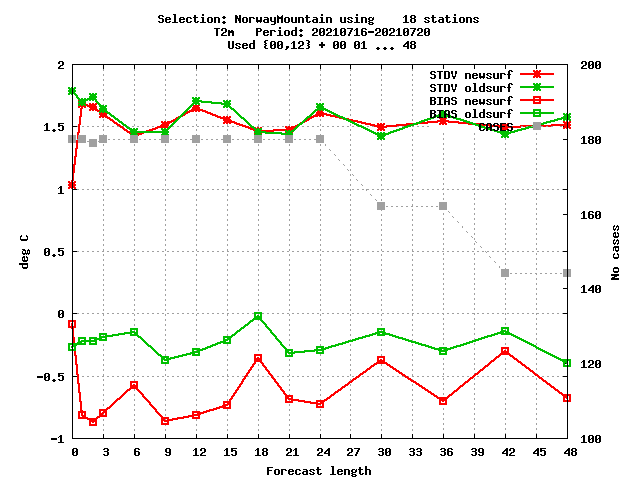 Selection: NorwayMountain using    18 stations
T2m   Period: 20210716-20210720
Used {00,12} + 00 01 ... 48
STDV newsurf
STDV oldsurf
BIAS newsurf
BIAS oldsurf
CASES
2
1.5
1
0.5
0
-0.5
-1
deg C
200
180
160
140
120
100
No cases
0 3 6 9 12 15 18 21 24 27 30 33 36 39 42 45 48
Forecast length